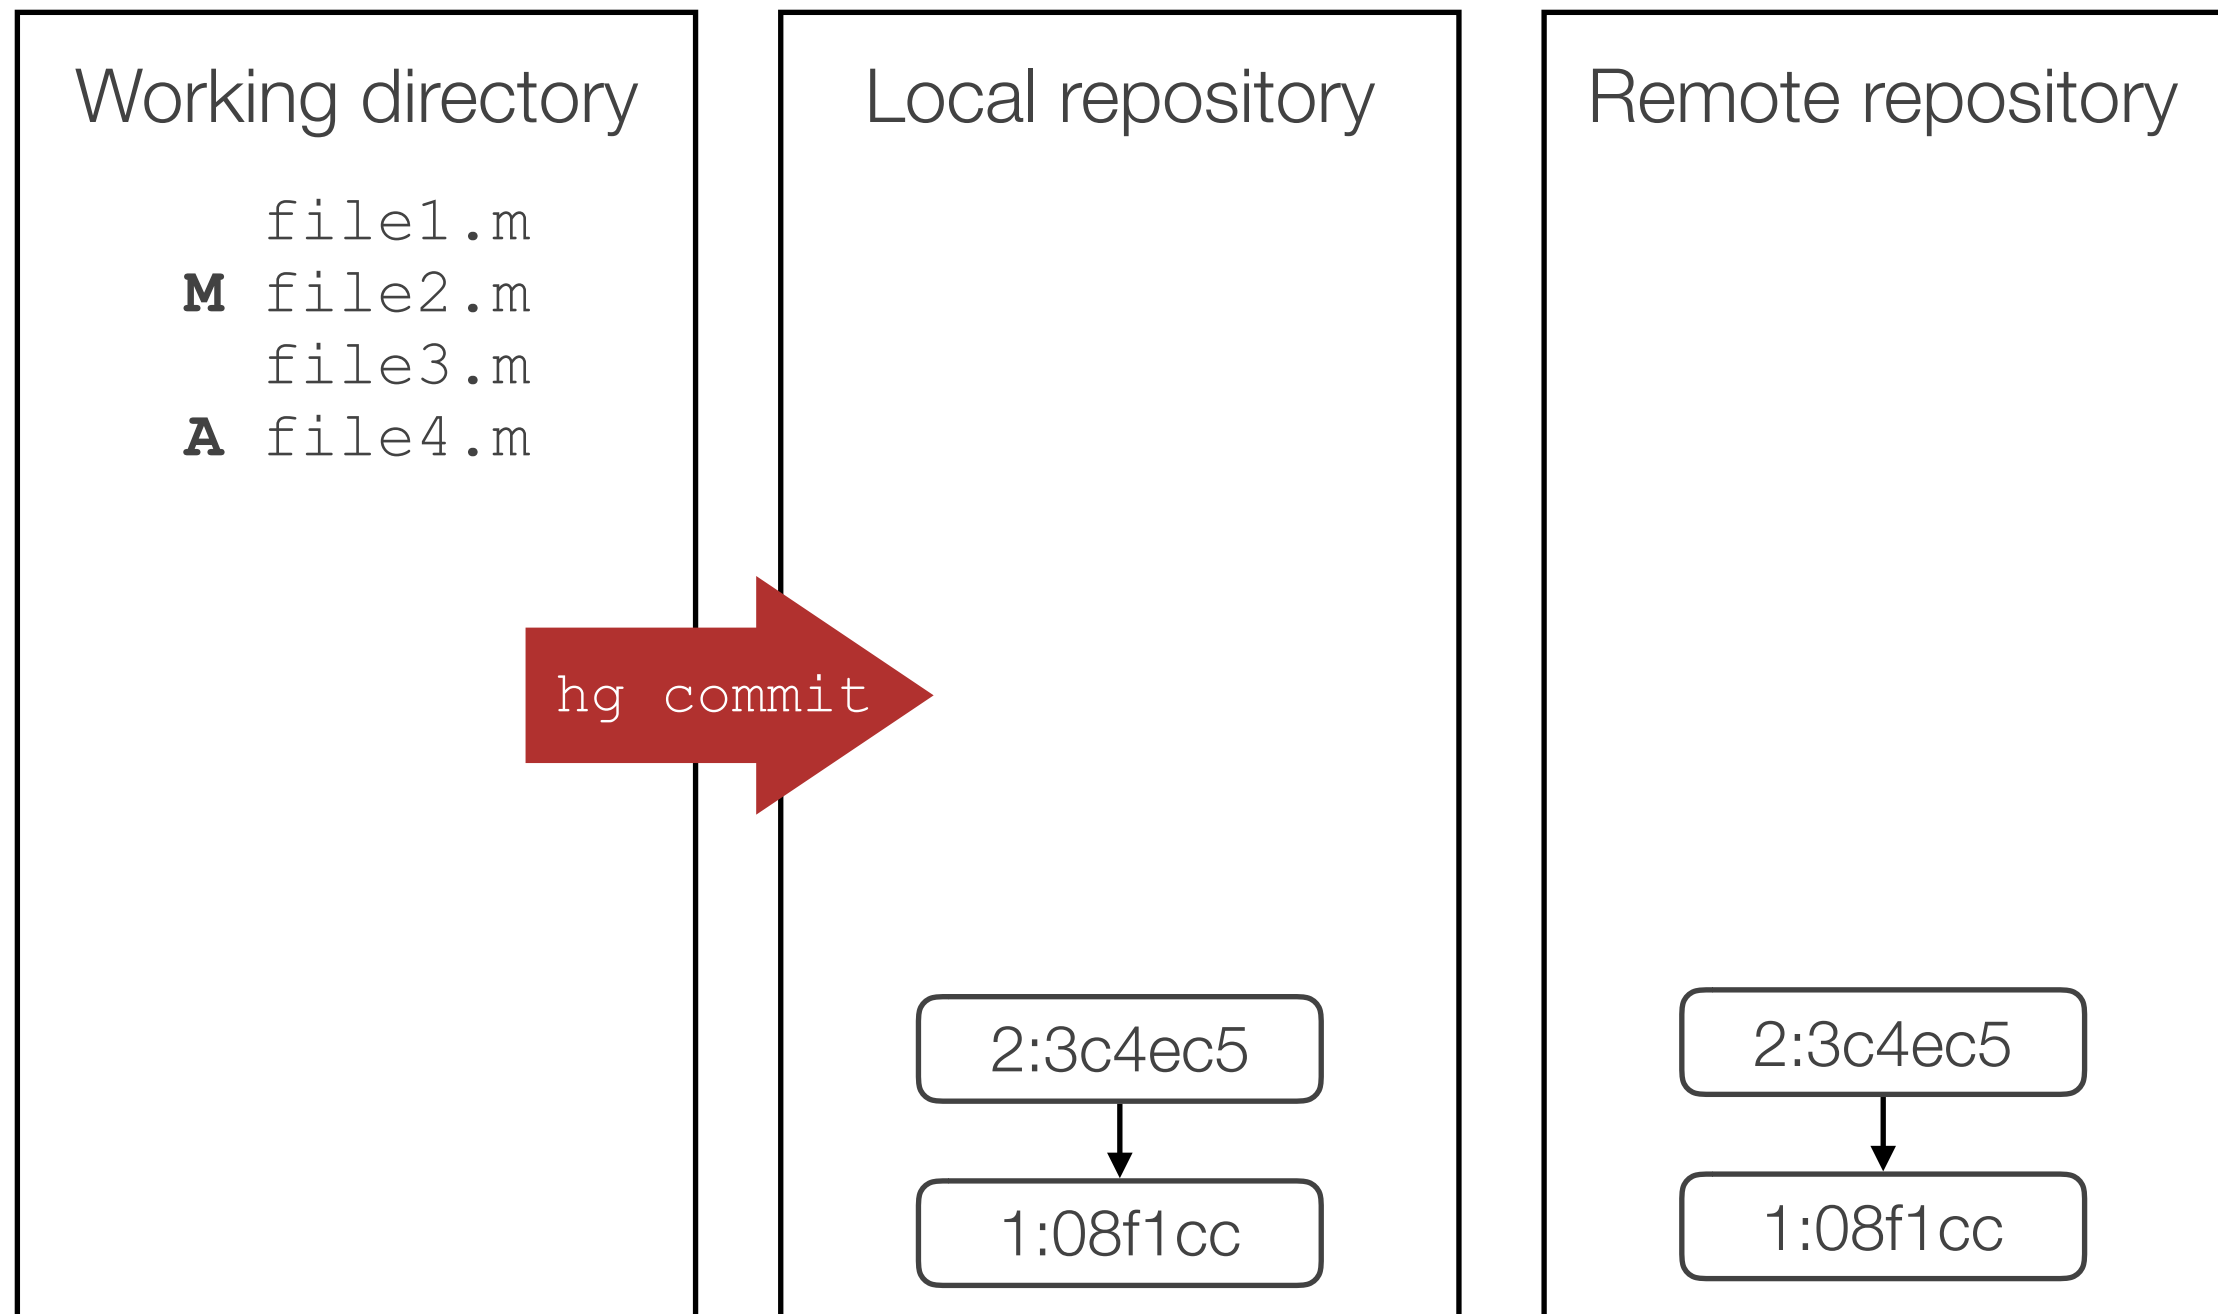 Working directory
file1.m
M file2.m
file3.m
A file4.m
hg commit
Local repository
2:3c4ec5
1:08f1cc
Remote repository
2:3c4ec5
1:08f1cc